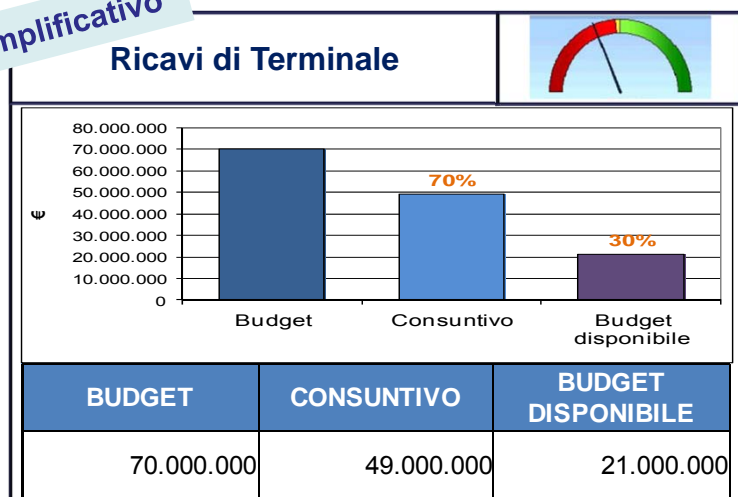 mplificativo
Ricavi di Terminale
80.000.000
70.000.000
60.000.000
50.000.000
40.000.000
30.000.000
20.000.000
10.000.000
0
€
70%
30%
Budget
Consuntivo
Budget
disponibile
BUDGET
CONSUNTIVO
BUDGET
DISPONIBILE
70.000.000
49.000.000
21.000.000